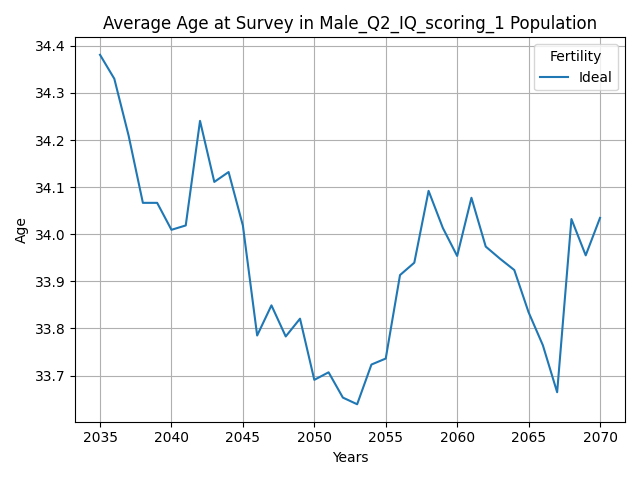 Average Age at Survey in Male_Q2_IQ_scoring_1 Population
Fertility
Ideal
Age
34.4
34.3
34.2
34.1
34.0
33.9
33.8
33.7
2035 2040 2045 2050 2055 2060 2065 2070
Years